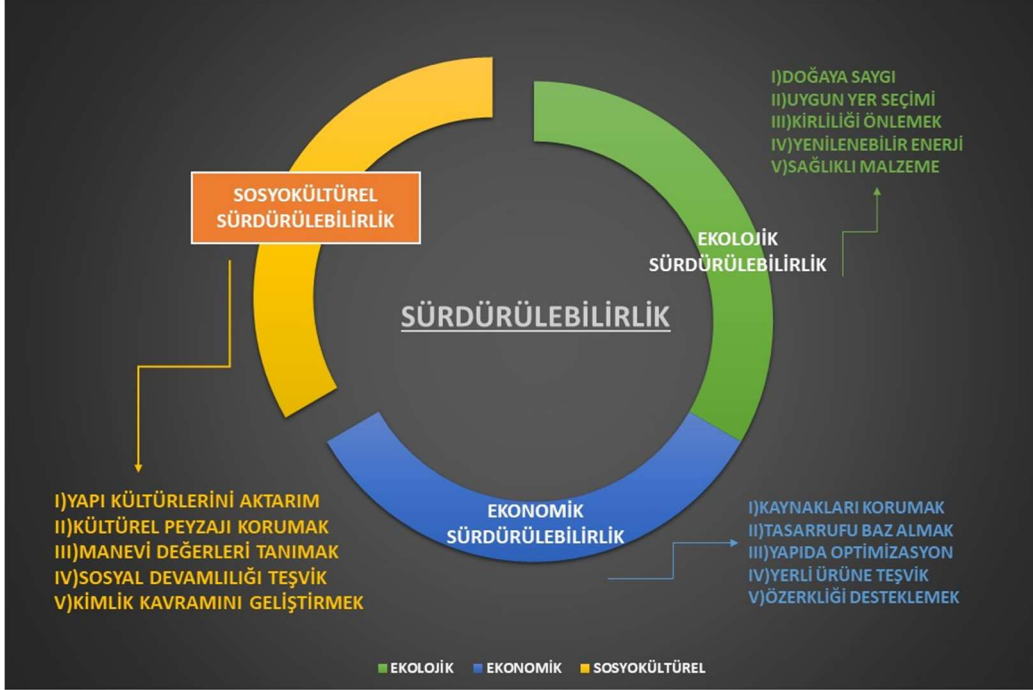 I)DOĞAYA SAYGI
II)UYGUN YER SEÇİMİ
III)KİRLİLİĞİ ÖNLEMEK
IV)YENİLENEBİLİR ENERJİ
V)SAĞLIKLI MALZEME
SOSYOKÜLTÜREL
SÜRDÜRÜLEBİLİRLİK
EKOLOJİK
SÜRDÜRÜLEBİLİRLİK
SÜRDÜRÜLEBİLİRLİK
I)YAPI KÜLTÜRLERİNİ AKTARIM
II)KÜLTÜREL PEYZAJI KORUMAK
III)MANEVİ DEĞERLERİ TANIMAK
IV)SOSYAL DEVAMLILIĞI TEŞVİK
V)KİMLİK KAVRAMINI GELİŞTİRMEK
EKONOMİK
SÜRDÜRÜLEBİLİRLİK
I)KAYNAKLARI KORUMAK
II)TASARRUFU BAZ ALMAK
III)YAPIDA OPTİMİZASYON
IV)YERLİ ÜRÜNE TEŞVİK
V)ÖZERKLİĞİ DESTEKLEMEK
EKOLOJİK EKONOMİK SOSYOKÜLTÜREL